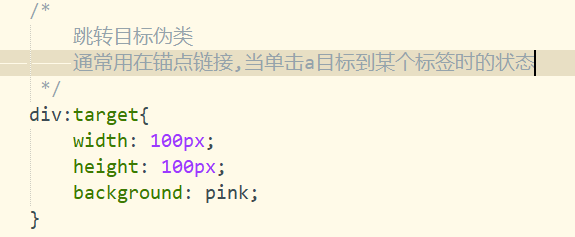 /*
跳转目标伪类
通常用在锚点链接,当单击a目标到某个标签时的状态
*/
div:target{
width: 100px;
height: 100px;
background: pink;
}